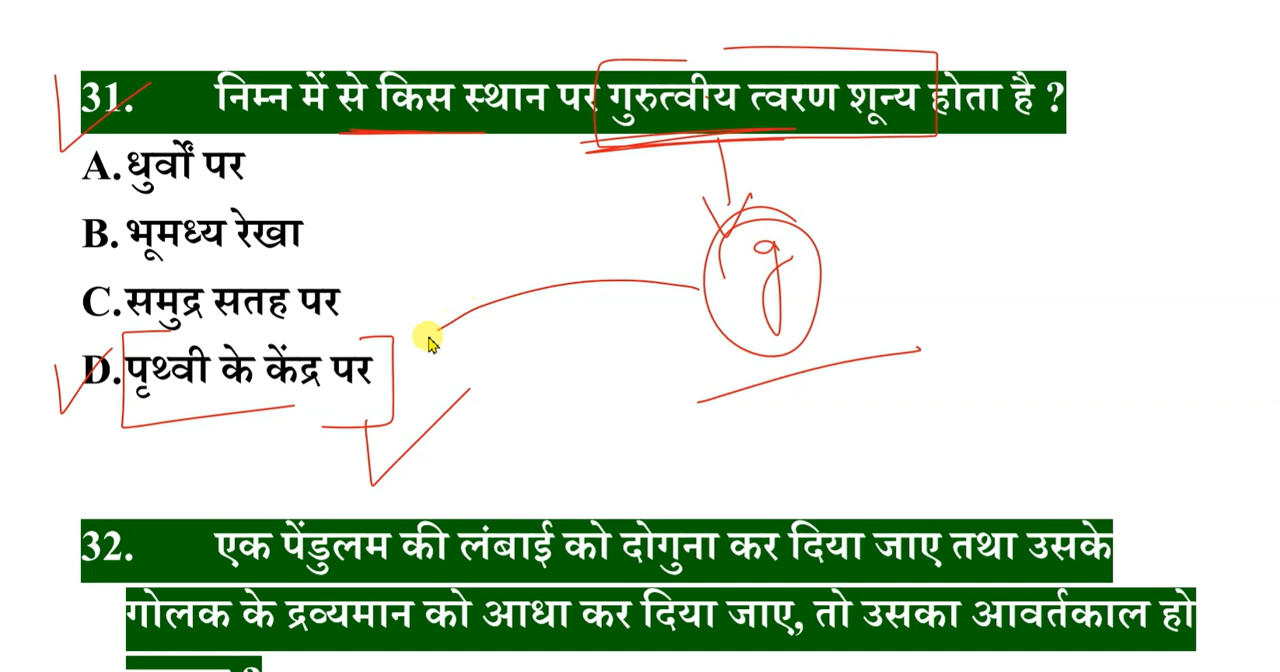 31. निम्न में से किस स्थान पर गुरुत्वीय त्वरण शून्य होता है ?
A. धुर्वों पर
B. भूमध्य रेखा
C. समुद्र सतह पर
D. पृथ्वी के केंद्र पर
g
32. एक पेंडुलम की लंबाई को दोगुना कर दिया जाए तथा उसके
गोलक के द्रव्यमान को आधा कर दिया जाए, तो उसका आवर्तकाल हो